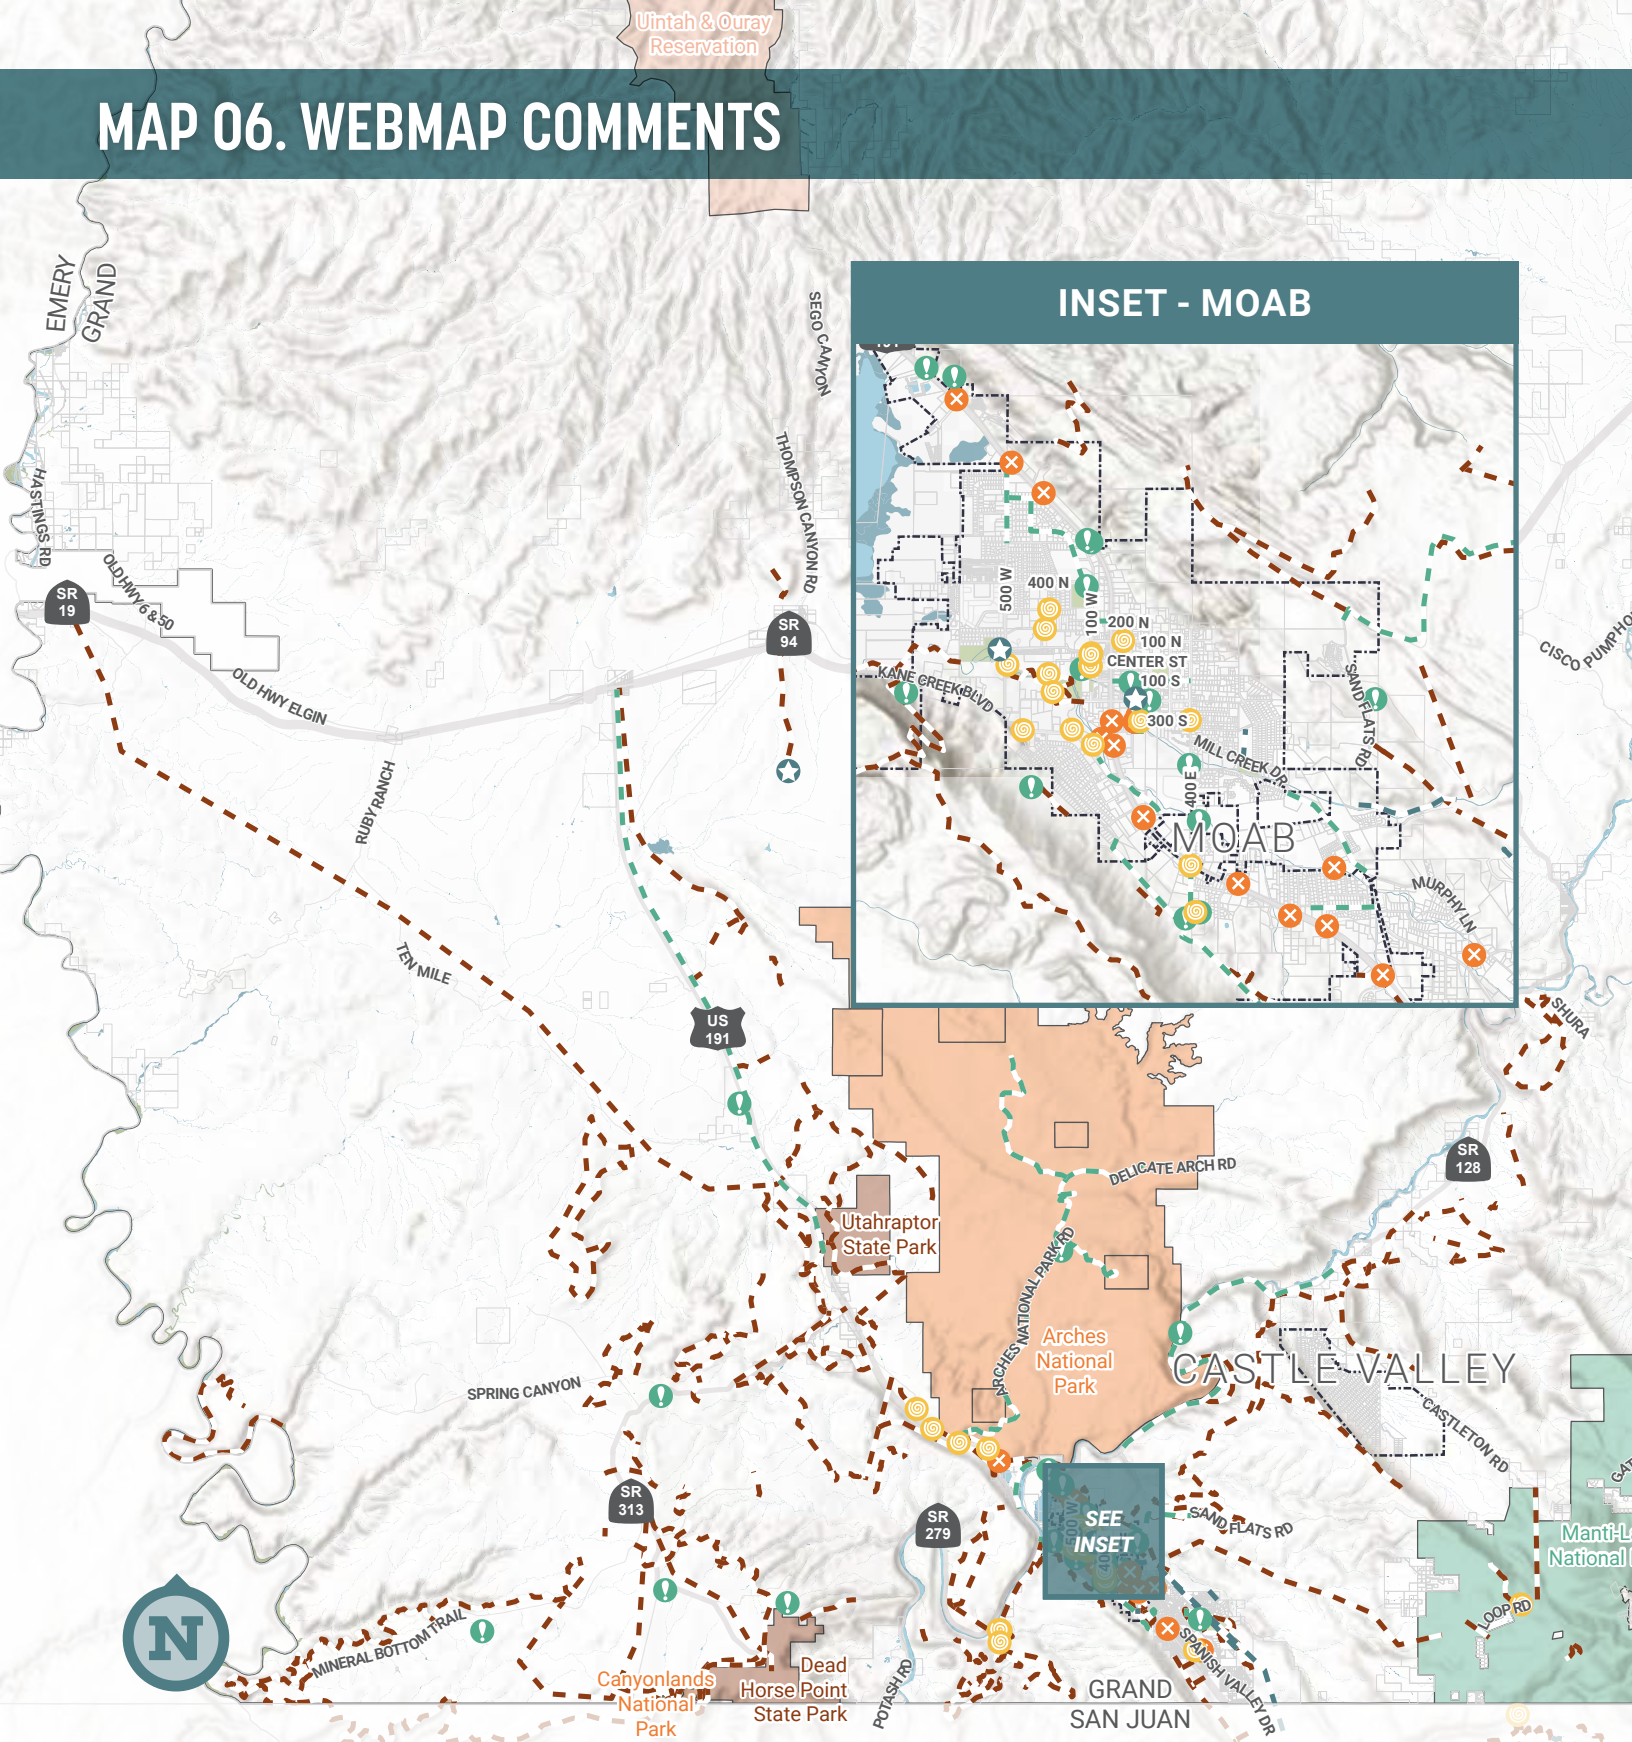 Uintah & Ouray
Reservation
MAP 06. WEBMAP COMMENTS
EMERY
GRAND
SEGO CANYON
INSET - MOAB
THOMPSON CANYON RD
HASTINGS RD
OLD HWY 6 & 50
SR
19
SR
94
OLD HWY ELGIN
RUBY RANCH
TEN MILE
US
191
500 W
400 N
100 W
200 N
100 N
CENTER ST
100 S
KANE CREEK BLVD
300 S
SAND FLATS RD
MILL CREEK DR
400 E
MOAB
MURPHY LN
CISCO PUMPHO
SHURA
SR
128
DELICATE ARCH RD
Utahraptor
State Park
ARCHES NATIONAL PARK RD
Arches
National
Park
CASTLE VALLEY
CASTLETON RD
SPRING CANYON
SR
313
SR
279
500 W
SEE
INSET
SAND FLATS RD
GAT
Manti-L
National
LOOP RD
N
MINERAL BOTTOM TRAIL
Canyonlands
National
Park
Dead
Horse Point
State Park
POTASH RD
SPANISH VALLEY DR
GRAND
SAN JUAN